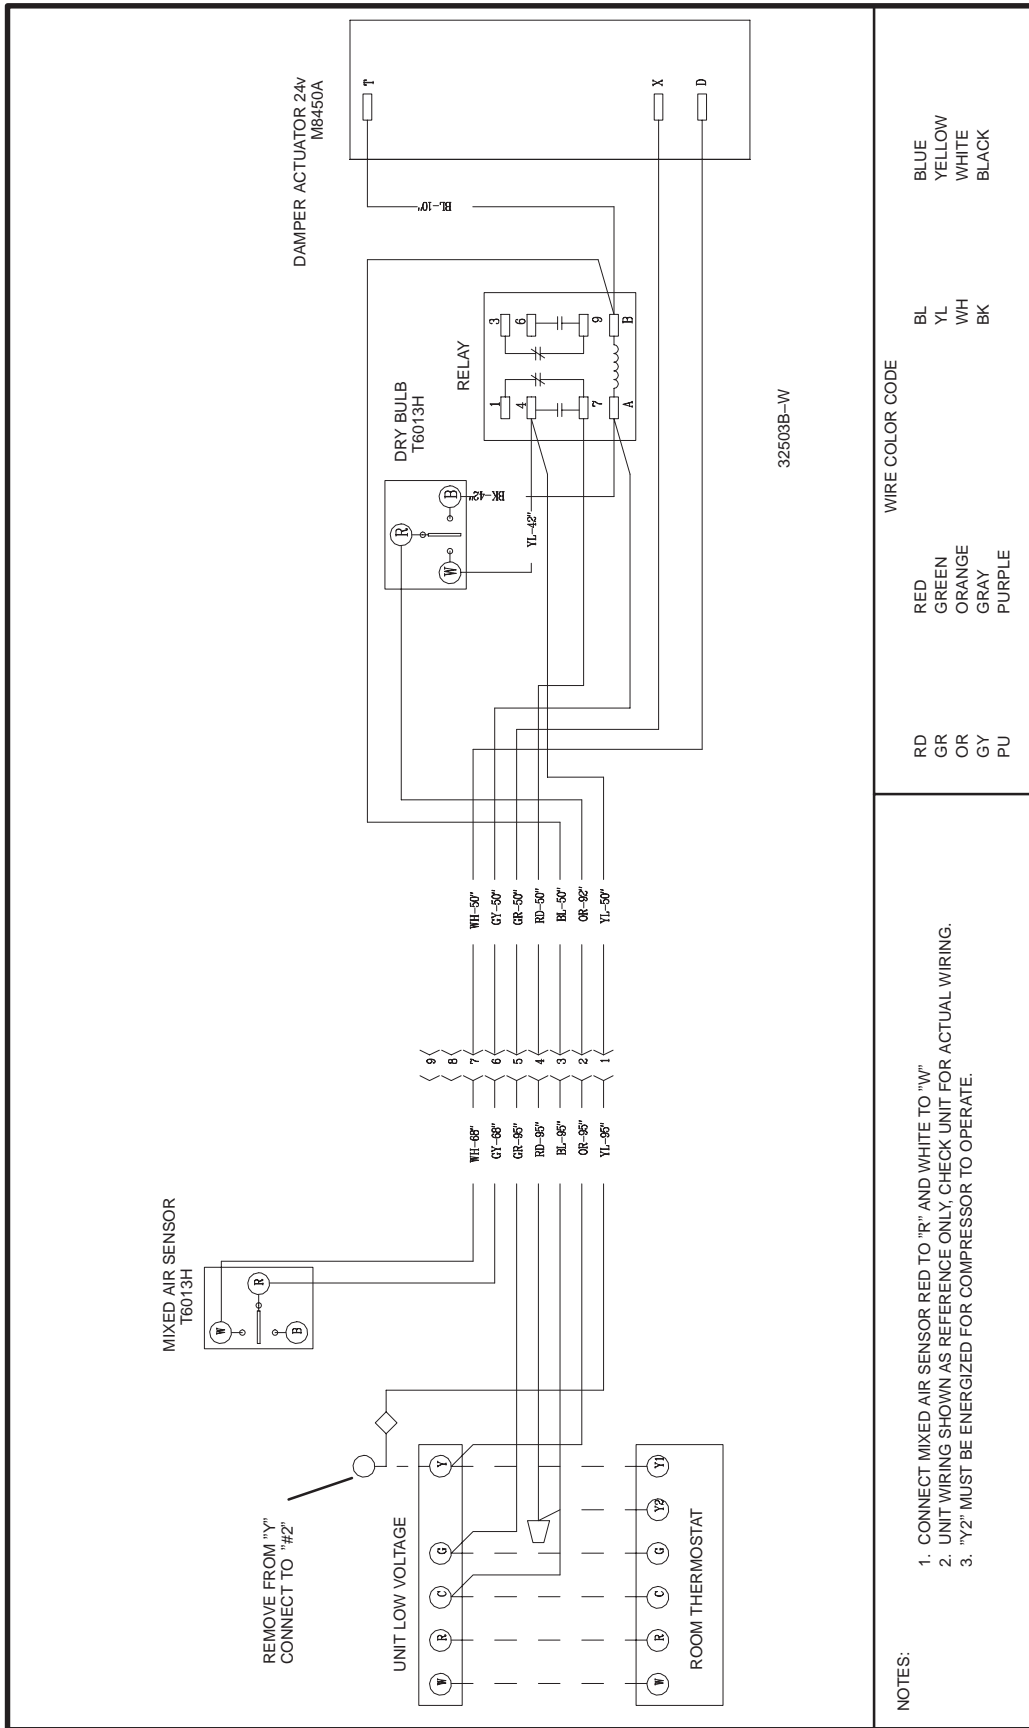 DAMPER ACTUATOR 24v
M8450A
T
X
D
BL-10"
RELAY
3
6
9
B
1
4
7
A
DRY BULB
T6013H
R
B
W
BK-42"
YL-42"
32503B–W
WH-50"
GY-50"
GR-50"
RD-50"
BL-50"
OR-92"
YL-50"
9
8
7
6
5
4
3
2
1
WH-68"
GY-68"
GR-95"
RD-95"
BL-95"
OR-95"
YL-95"
MIXED AIR SENSOR
T6013H
W
R
B
REMOVE FROM "Y"
CONNECT TO "#2"
UNIT LOW VOLTAGE
W
R
C
G
Y
W
R
C
G
Y2
Y1
ROOM THERMOSTAT
NOTES:
1. CONNECT MIXED AIR SENSOR RED TO "R" AND WHITE TO "W"
2. UNIT WIRING SHOWN AS REFERENCE ONLY, CHECK UNIT FOR ACTUAL WIRING.
3. "Y2" MUST BE ENERGIZED FOR COMPRESSOR TO OPERATE.
WIRE COLOR CODE
RD RED BL BLUE
GR GREEN YL YELLOW
OR ORANGE WH WHITE
GY GRAY BK BLACK
PU PURPLE